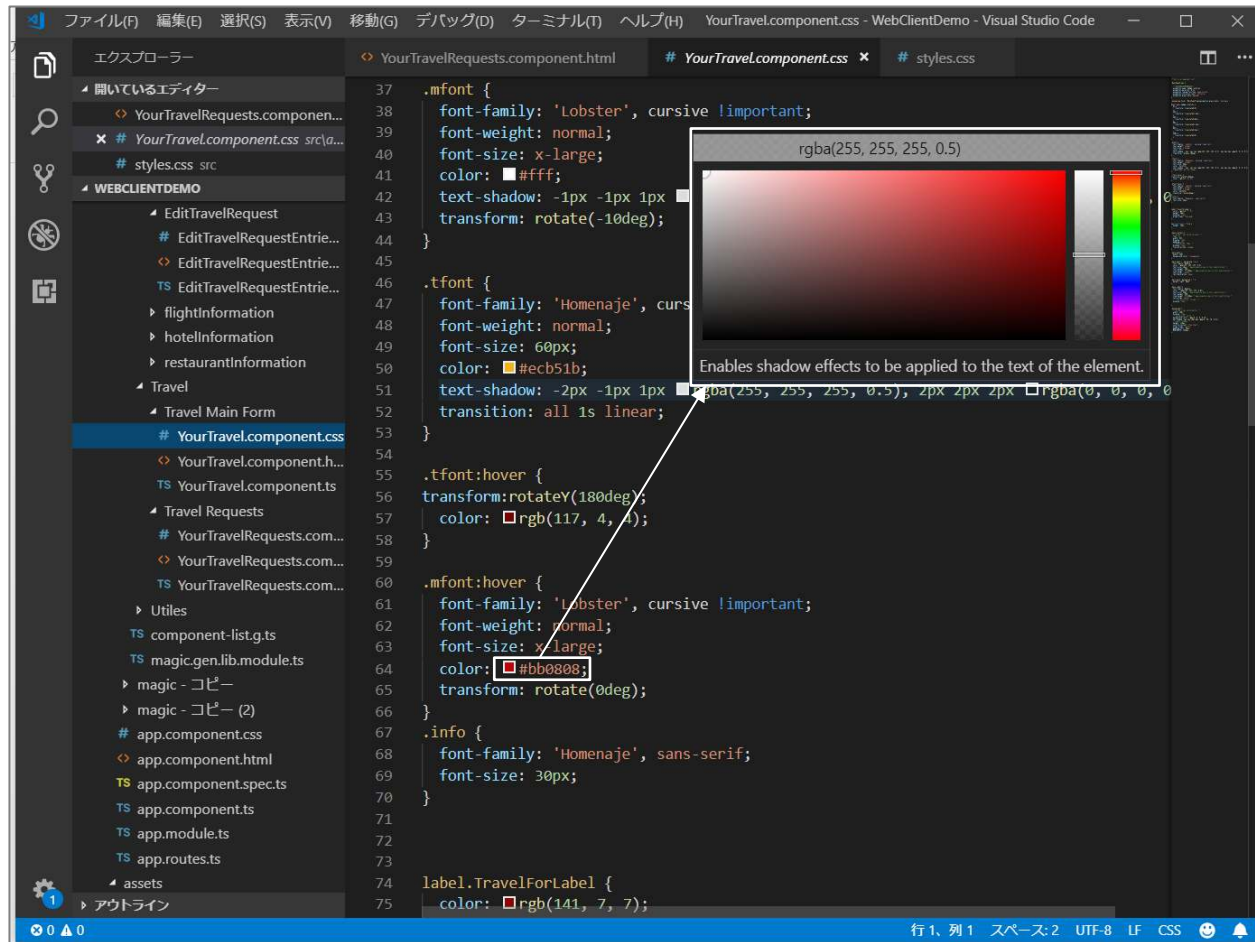 ファイル(F) 編集(E) 選択(S) 表示(V) 移動(G) デバッグ(D) ターミナル(T) ヘルプ(H) YourTravel.component.css - WebClientDemo - Visual Studio Code
エクスプローラー
YourTravelRequests.component.html # YourTravel.component.css # styles.css
開いているエディター
YourTravelRequests.componen...
# YourTravel.component.css src\a...
# styles.css src
WEBCLIENTDEMO
EditTravelRequest
# EditTravelRequestEntrie...
EditTravelRequestEntrie...
TS EditTravelRequestEntrie...
flightInformation
hotelInformation
restaurantInformation
Travel
Travel Main Form
# YourTravel.component.css
YourTravel.component.h...
TS YourTravel.component.ts
Travel Requests
# YourTravelRequests.com...
YourTravelRequests.com...
TS YourTravelRequests.com...
Utiles
TS component-list.g.ts
TS magic.gen.lib.module.ts
magic - コピー
magic - コピー (2)
# app.component.css
app.component.html
TS app.component.spec.ts
TS app.component.ts
TS app.module.ts
TS app.routes.ts
assets
アウトライン
37 .mfont {
38 font-family: 'Lobster', cursive !important;
39 font-weight: normal;
40 font-size: x-large;
41 color: #fff;
42 text-shadow: -1px -1px 1px
43 transform: rotate(-10deg);
44 }
45
46 .tfont {
47 font-family: 'Homenaje', curs
48 font-weight: normal;
49 font-size: 60px;
50 color: #ecb51b;
51 text-shadow: -2px -1px 1px rgba(255, 255, 255, 0.5), 2px 2px 2px rgba(0, 0, 0, 0
52 transition: all 1s linear;
53 }
54
55 .tfont:hover {
56 transform:rotateY(180deg);
57 color: rgb(117, 4, 4);
58 }
59
60 .mfont:hover {
61 font-family: 'Lobster', cursive !important;
62 font-weight: normal;
63 font-size: x-large;
64 color: #bb0808;
65 transform: rotate(0deg);
66 }
67 .info {
68 font-family: 'Homenaje', sans-serif;
69 font-size: 30px;
70 }
71
72
73
74 label.TravelForLabel {
75 color: rgb(141, 7, 7);
rgba(255, 255, 255, 0.5)
Enables shadow effects to be applied to the text of the element.
1
0 0 行 1、列 1 スペース: 2 UTF-8 LF CSS